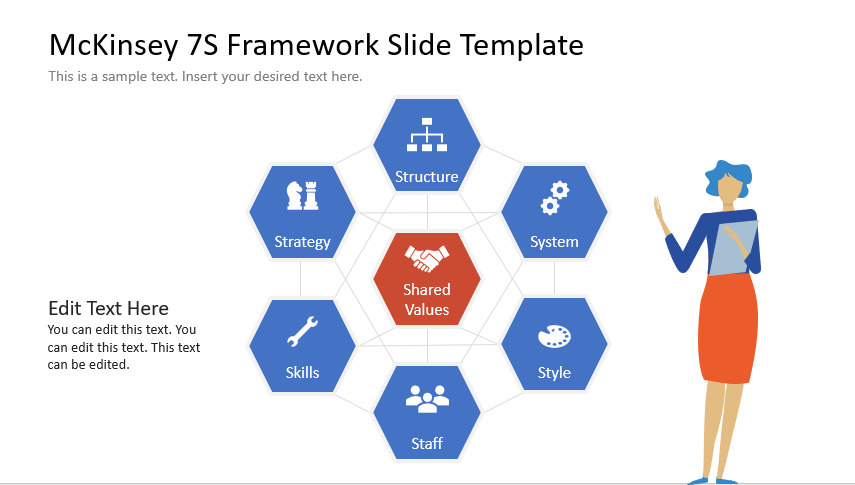 McKinsey 7S Framework Slide Template
This is a sample text. Insert your desired text here.
Structure
Strategy
System
Shared
Values
Edit Text Here
You can edit this text. You
can edit this text. This text
can be edited.
Skills
Style
Staff